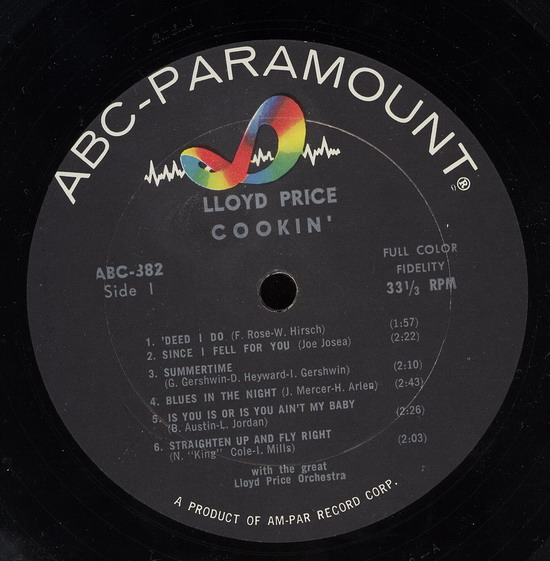 ABC-PARAMOUNT®
LLOYD PRICE
COOKIN'
ABC-382
Side 1
FULL COLOR
FIDELITY
33 1/3 RPM
1. 'DEED I DO (F. Rose-W. Hirsch) (1:57)
2. SINCE I FELL FOR YOU (Joe Josea) (2:22)
3. SUMMERTIME
(G. Gershwin-D. Heyward-I. Gershwin) (2:10)
4. BLUES IN THE NIGHT (J. Mercer-H. Arlen) (2:43)
5. IS YOU IS OR IS YOU AIN'T MY BABY
(B. Austin-L. Jordan) (2:26)
6. STRAIGHTEN UP AND FLY RIGHT
(N. "King" Cole-I. Mills) (2:03)
with the great
Lloyd Price Orchestra
A PRODUCT OF AM-PAR RECORD CORP.